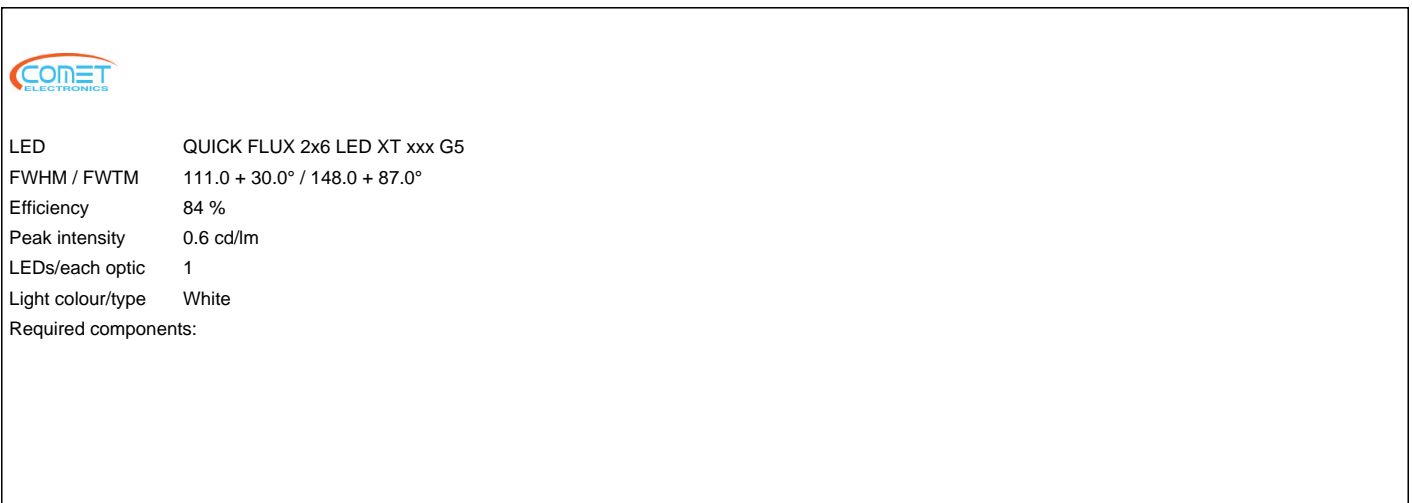 COMET
ELECTRONICS
LED QUICK FLUX 2x6 LED XT xxx G5
FWHM / FWTM 111.0 + 30.0° / 148.0 + 87.0°
Efficiency 84 %
Peak intensity 0.6 cd/lm
LEDs/each optic 1
Light colour/type White
Required components: